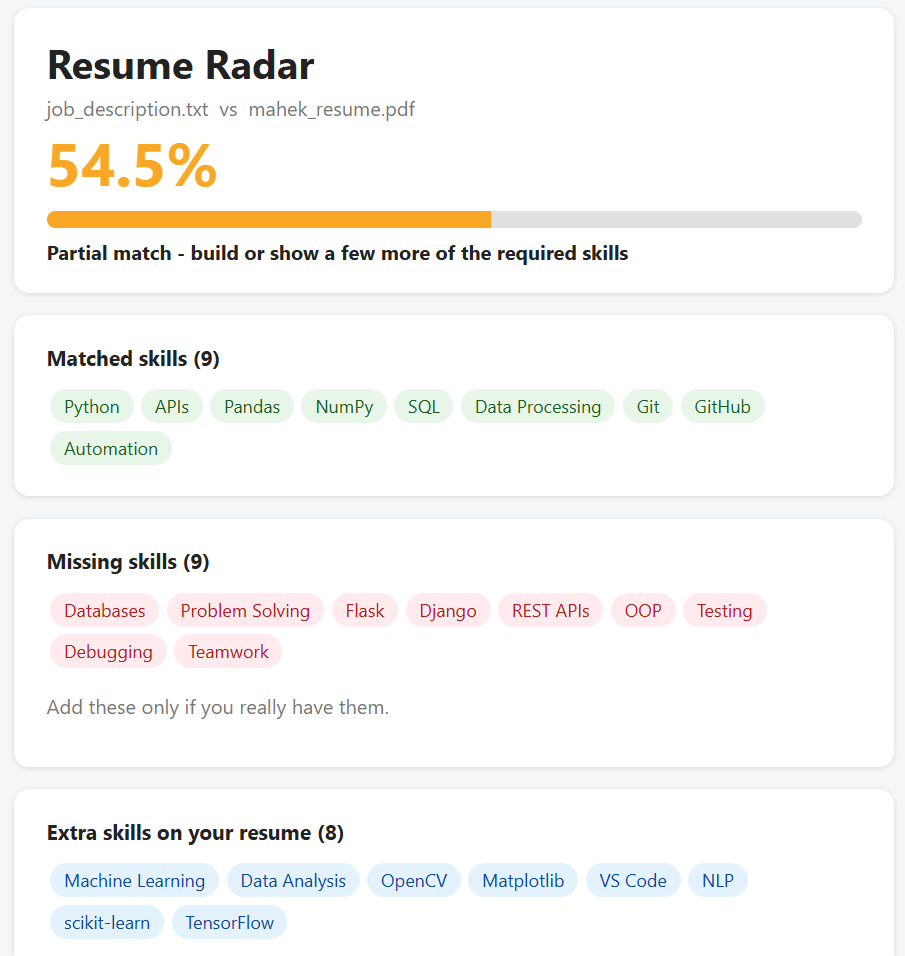 Resume Radar
job_description.txt vs mahek_resume.pdf
54.5%
Partial match - build or show a few more of the required skills
Matched skills (9)
Python APIs Pandas NumPy SQL Data Processing Git GitHub
Automation
Missing skills (9)
Databases Problem Solving Flask Django REST APIs OOP Testing
Debugging Teamwork
Add these only if you really have them.
Extra skills on your resume (8)
Machine Learning Data Analysis OpenCV Matplotlib VS Code NLP
scikit-learn TensorFlow